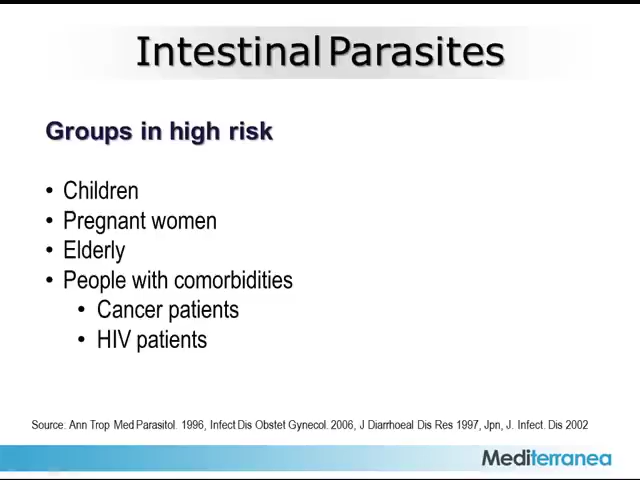 Intestinal Parasites
Groups in high risk
• Children
• Pregnant women
• Elderly
• People with comorbidities
• Cancer patients
• HIV patients
Source: Ann Trop Med Parasitol. 1996, Infect Dis Obstet Gynecol. 2006, J Diarrhoeal Dis Res 1997, Jpn, J. Infect. Dis 2002
Mediterranea